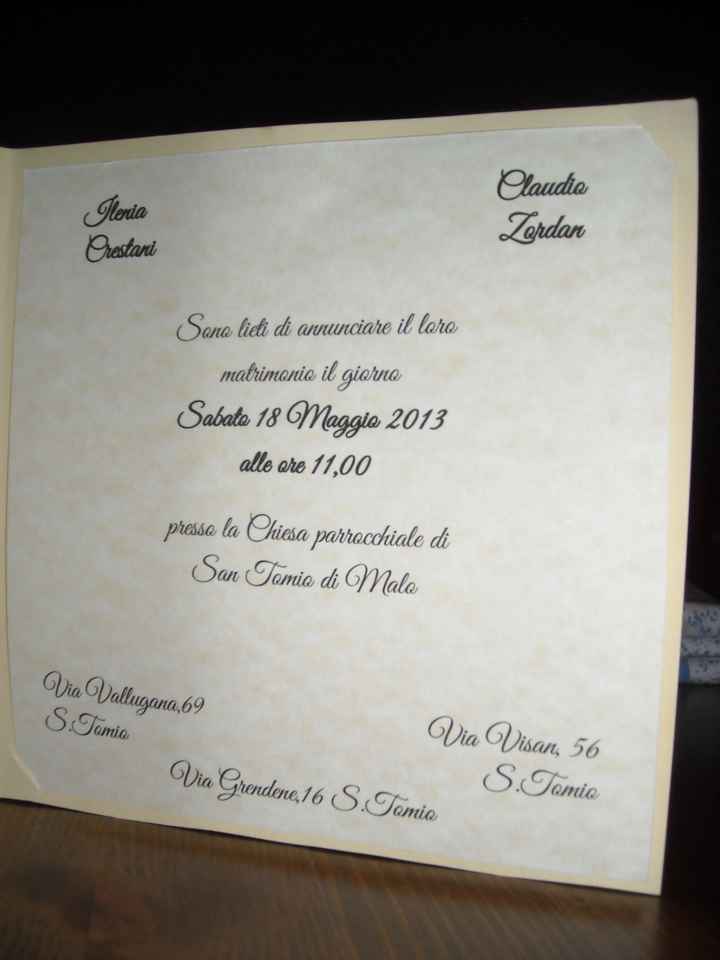 Ilenia
Crestani
Claudio
Zordan
Sono lieti di annunciare il loro
matrimonio il giorno
Sabato 18 Maggio 2013
alle ore 11,00
presso la Chiesa parrocchiale di
San Tomio di Malo
Via Vallugana,69
S.Tomio
Via Visan, 56
S.Tomio
Via Grendene,16 S.Tomio